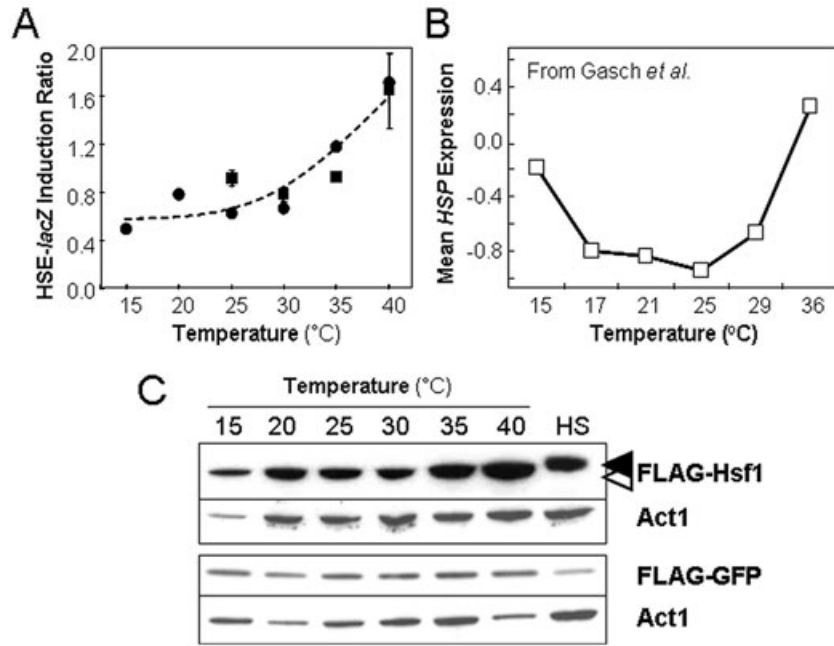 A
HSE-lacZ Induction Ratio
2.0
1.6
1.2
0.8
0.4
0.0
15 20 25 30 35 40
Temperature (°C)
B
From Gasch et al.
Mean HSP Expression
0.4
0.0
-0.4
-0.8
15 17 21 25 29 36
Temperature (°C)
C
Temperature (°C)
15 20 25 30 35 40 HS
FLAG-Hsf1
Act1
FLAG-GFP
Act1